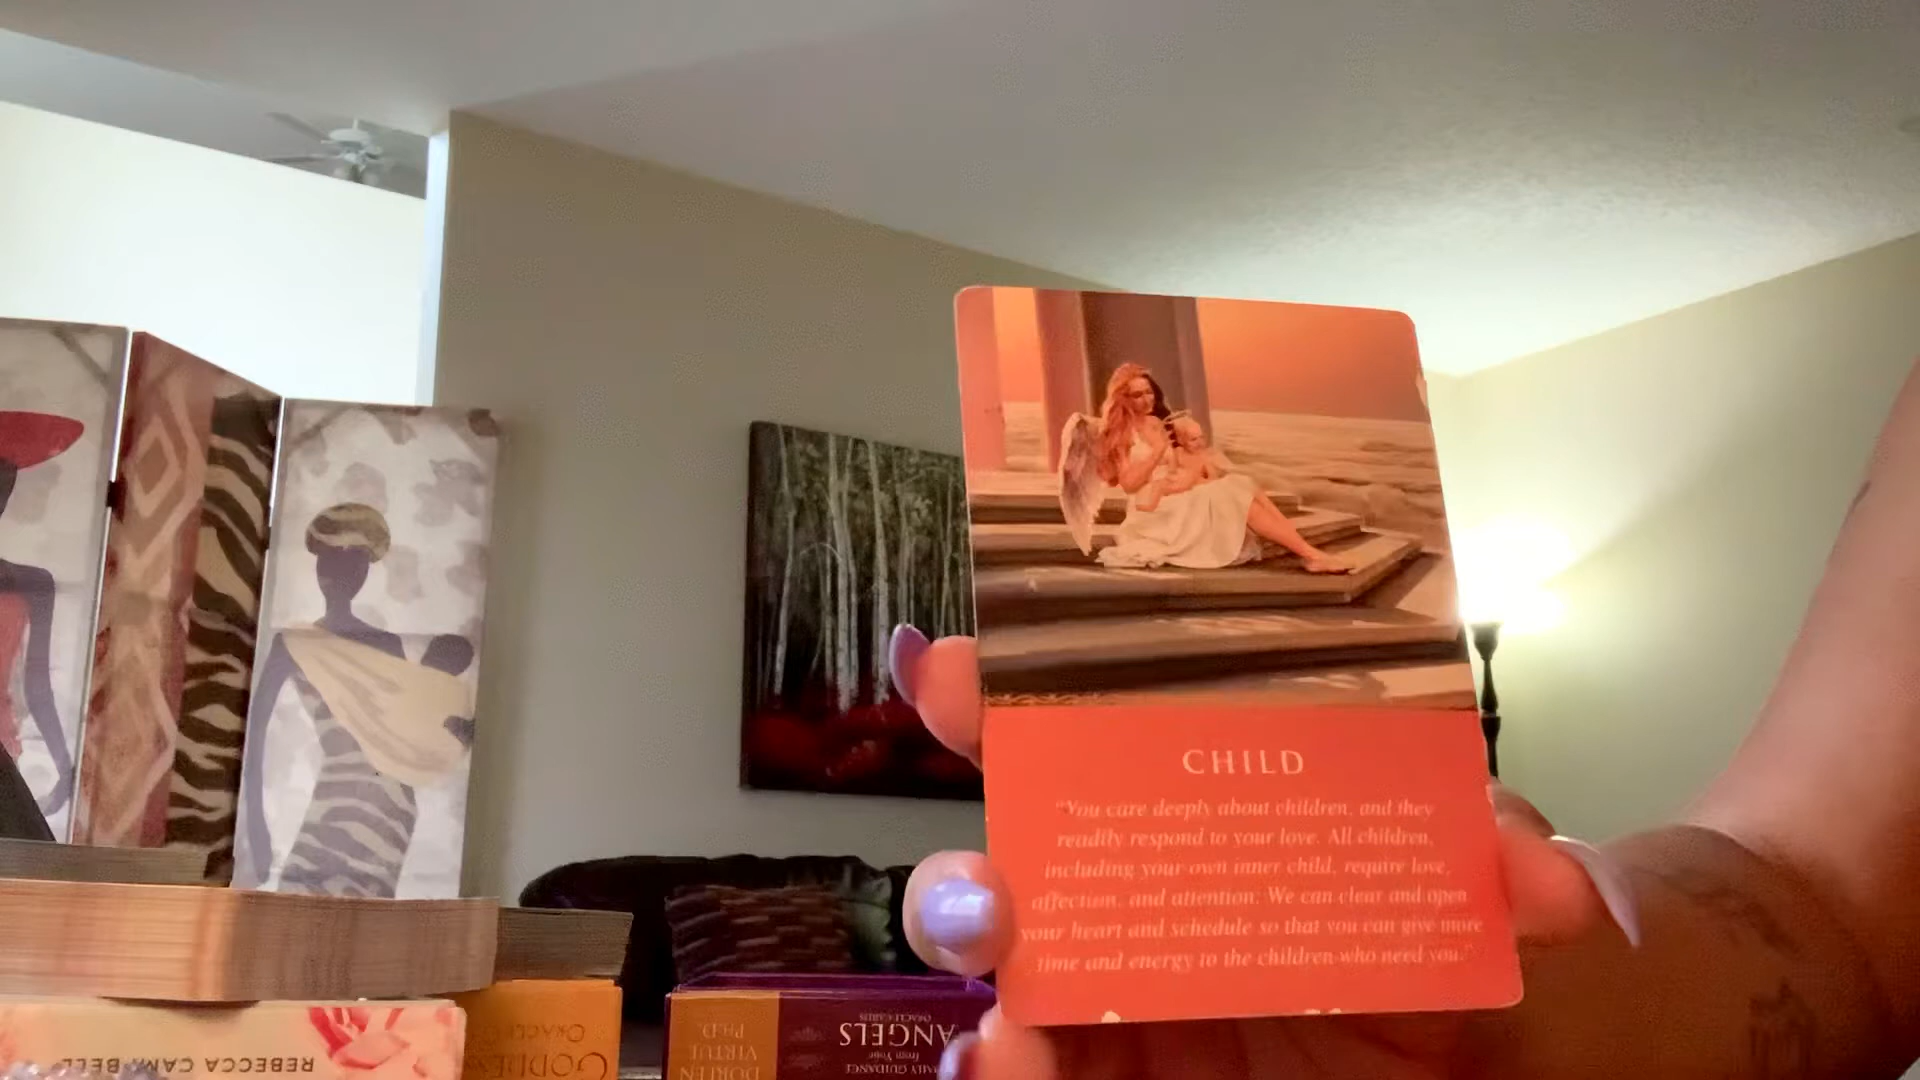 CHILD
"You care deeply about children, and they
readily respond to your love. All children,
including your own inner child, require love,
affection, and attention. We can clear and open
your heart and schedule so that you can give more
time and energy to the children who need you."
REBECCA CAMPBELL
GODDESS
ORACLE
DOREEN
VIRTUE
PH.D.
DAILY GUIDANCE
from Your
ANGELS
ORACLE CARDS